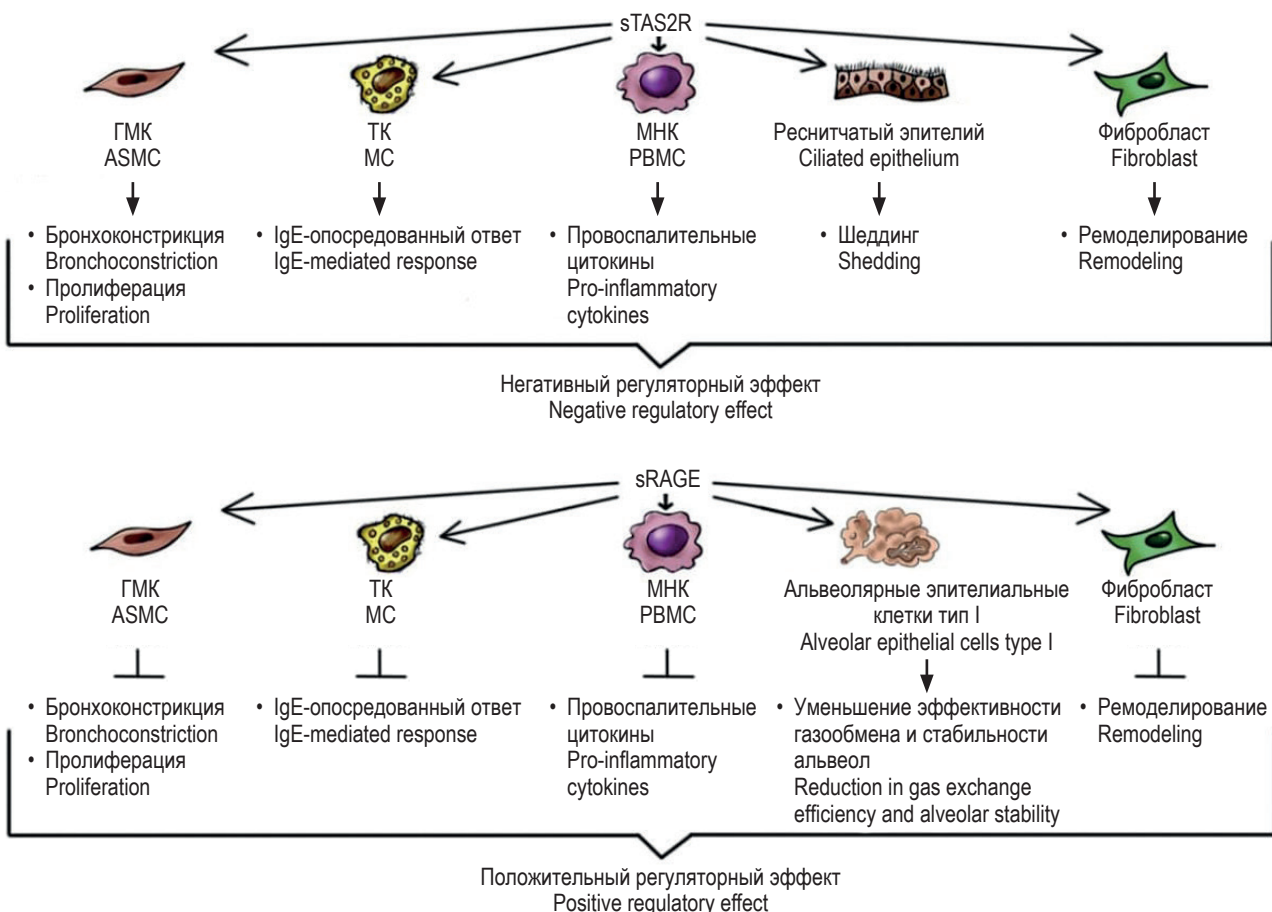 sTAS2R
ГМК
ASMC
ТК
MC
МНК
PBMC
Реснитчатый эпителий
Ciliated epithelium
Фибробласт
Fibroblast
• Бронхоконстрикция
Bronchoconstriction
• Пролиферация
Proliferation
• IgE-опосредованный ответ
IgE-mediated response
• Провоспалительные
цитокины
Pro-inflammatory
cytokines
• Шеддинг
Shedding
• Ремоделирование
Remodeling
Негативный регуляторный эффект
Negative regulatory effect
sRAGE
ГМК
ASMC
ТК
MC
МНК
PBMC
Альвеолярные эпителиальные
клетки тип I
Alveolar epithelial cells type I
Фибробласт
Fibroblast
• Бронхоконстрикция
Bronchoconstriction
• Пролиферация
Proliferation
• IgE-опосредованный ответ
IgE-mediated response
• Провоспалительные
цитокины
Pro-inflammatory
cytokines
• Уменьшение эффективности
газообмена и стабильности
альвеол
Reduction in gas exchange
efficiency and alveolar stability
• Ремоделирование
Remodeling
Положительный регуляторный эффект
Positive regulatory effect